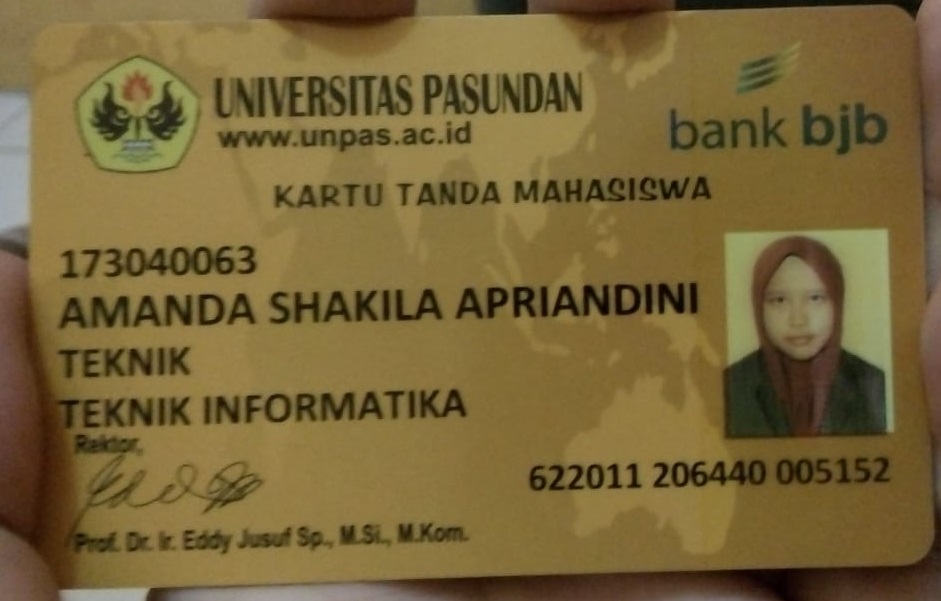 UNIVERSITAS PASUNDAN
www.unpas.ac.id
bank bjb
KARTU TANDA MAHASISWA
173040063
AMANDA SHAKILA APRIANDINI
TEKNIK
TEKNIK INFORMATIKA
Rektor,
622011 206440 005152
Prof. Dr. Ir. Eddy Jusuf Sp., M.Si., M.Kom.